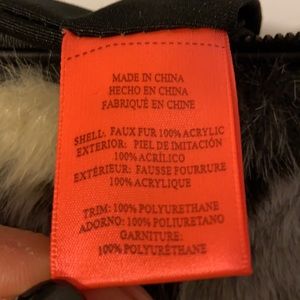 MADE IN CHINA
HECHO EN CHINA
FABRIQUÉ EN CHINE
SHELL: FAUX FUR 100% ACRYLIC
EXTERIOR: PIEL DE IMITACIÓN
100% ACRÍLICO
EXTÉRIEUR: FAUSSE FOURRURE
100% ACRYLIQUE
TRIM: 100% POLYURETHANE
ADORNO: 100% POLIURETANO
GARNITURE:
100% POLYURÉTHANE